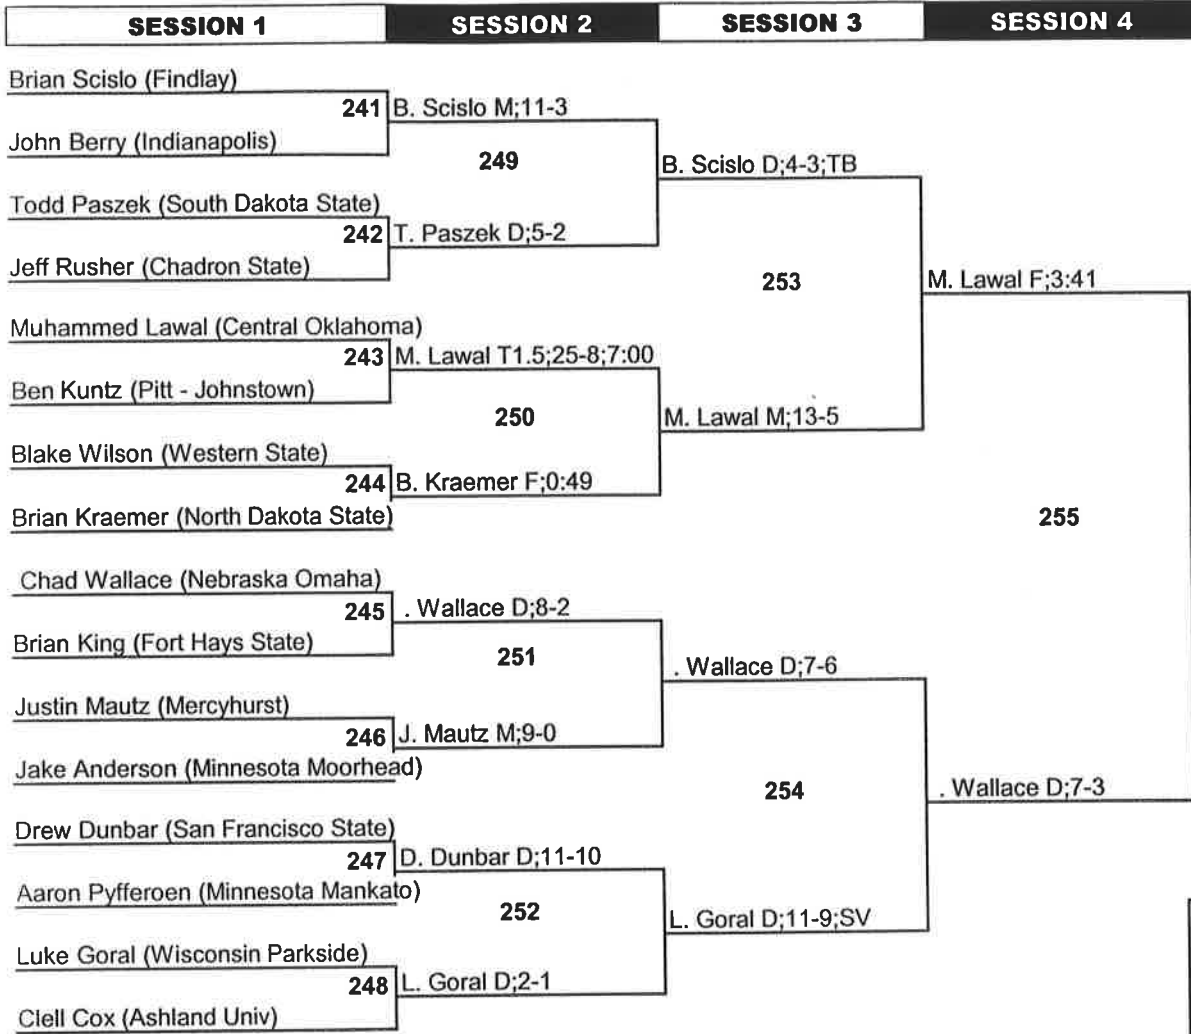 SESSION 1 SESSION 2 SESSION 3 SESSION 4
Brian Scislo (Findlay)
241 B. Scislo M;11-3
John Berry (Indianapolis)
249
B. Scislo D;4-3;TB
Todd Paszek (South Dakota State)
242 T. Paszek D;5-2
Jeff Rusher (Chadron State)
253
M. Lawal F;3:41
Muhammed Lawal (Central Oklahoma)
243 M. Lawal T1.5;25-8;7:00
Ben Kuntz (Pitt - Johnstown)
250
M. Lawal M;13-5
Blake Wilson (Western State)
244 B. Kraemer F;0:49
Brian Kraemer (North Dakota State)
255
Chad Wallace (Nebraska Omaha)
245 . Wallace D;8-2
Brian King (Fort Hays State)
251
. Wallace D;7-6
Justin Mautz (Mercyhurst)
246 J. Mautz M;9-0
Jake Anderson (Minnesota Moorhead)
254
. Wallace D;7-3
Drew Dunbar (San Francisco State)
247 D. Dunbar D;11-10
Aaron Pyfferoen (Minnesota Mankato)
252
L. Goral D;11-9;SV
Luke Goral (Wisconsin Parkside)
248 L. Goral D;2-1
Clell Cox (Ashland Univ)